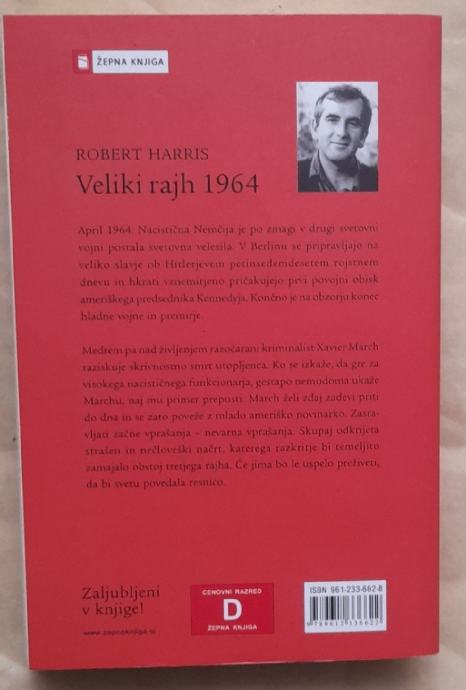 ŽEPNA KNJIGA
ROBERT HARRIS
Veliki rajh 1964
April 1964. Nacistična Nemčija je po zmagi v drugi svetovni
vojni postala svetovna velesila. V Berlinu se pripravljajo na
veliko slavje ob Hitlerjevem petinsedemdesetem rojstnem
dnevu in hkrati vznemirjeno pričakujejo prvi povojni obisk
ameriškega predsednika Kennedyja. Končno je na obzorju konec
hladne vojne in premirje.
Medtem pa nad življenjem razočarani kriminalist Xavier March
raziskuje skrivnostno smrt utopljenca. Ko se izkaže, da gre za
visokega nacističnega funkcionarja, gestapo nemudoma ukaže
Marchu, naj mu primer prepusti. March želi zdaj zadevi priti
do dna in se zato poveže z mlado ameriško novinarko. Zasta-
vljati začne vprašanja – nevarna vprašanja. Skupaj odkrijeta
strašen in nečloveški načrt, katerega razkritje bi temeljito
zamajalo obstoj tretjega rajha. Če jima bo le uspelo preživeti,
da bi svetu povedala resnico.
Zaljubljeni
v knjige!
www.zepnaknjiga.si
CENOVNI RAZRED
D
ŽEPNA KNJIGA
ISBN 961-233-662-8
9 789612 336622